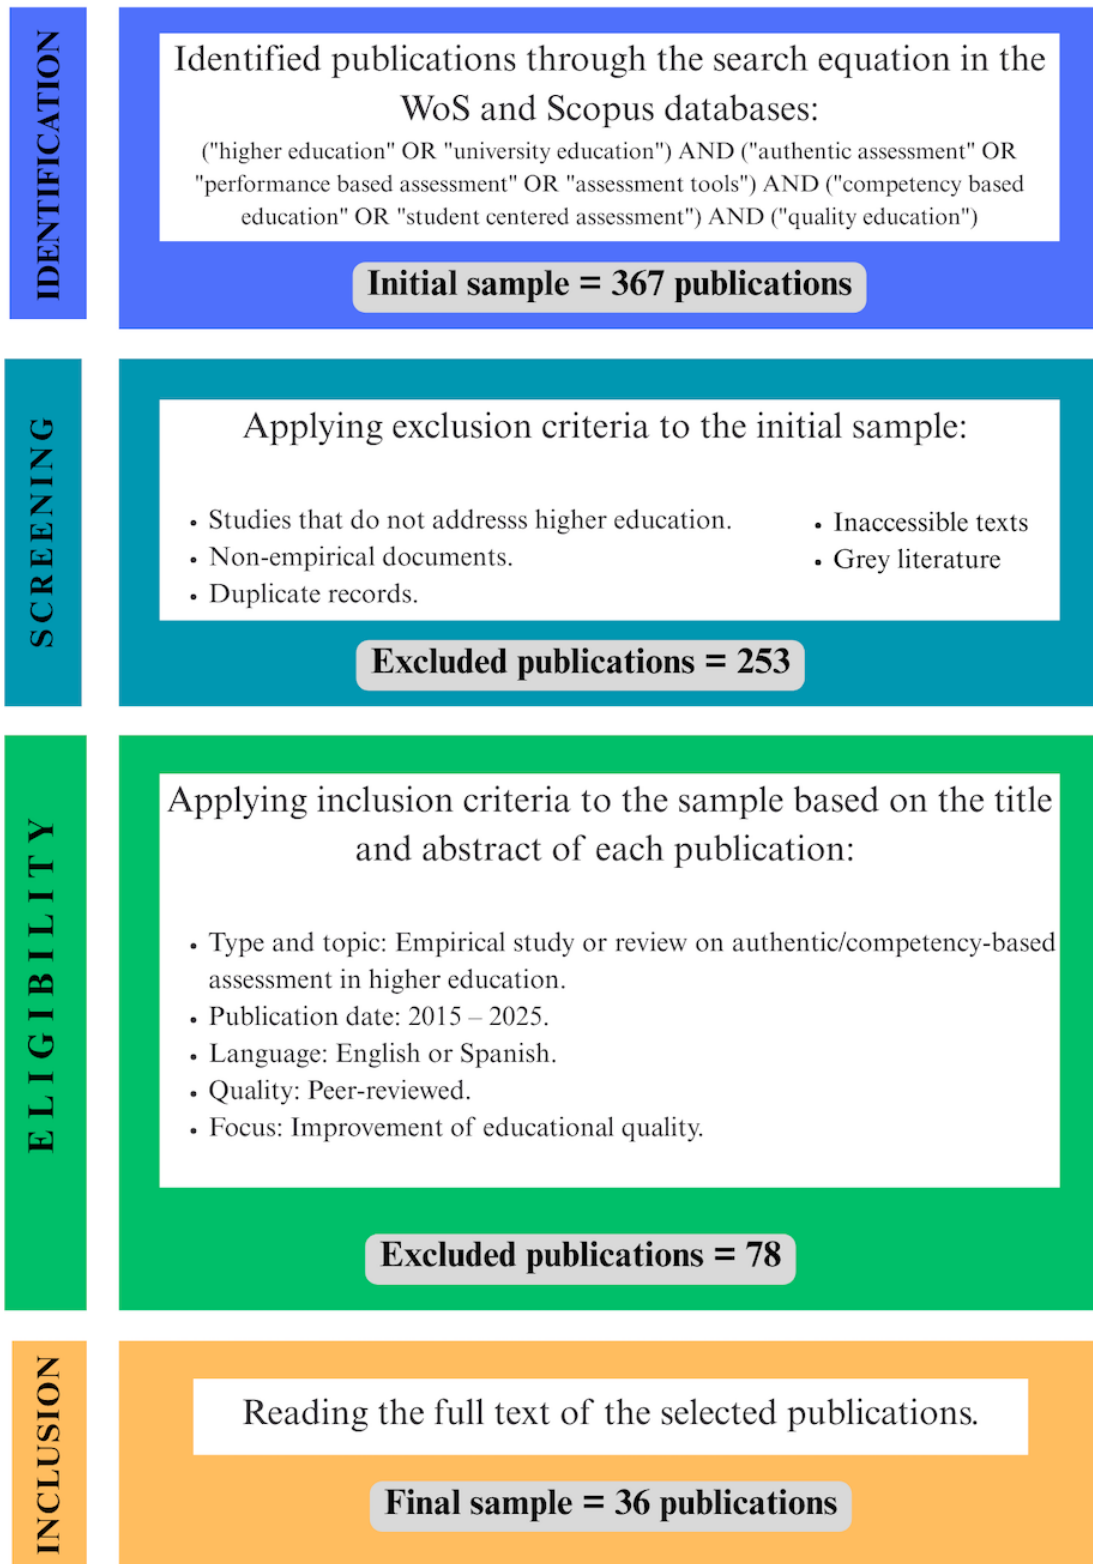 IDENTIFICATION
Identified publications through the search equation in the
WoS and Scopus databases:
("higher education" OR "university education") AND ("authentic assessment" OR
"performance based assessment" OR "assessment tools") AND ("competency based
education" OR "student centered assessment") AND ("quality education")
Initial sample = 367 publications
SCREENING
Applying exclusion criteria to the initial sample:
• Studies that do not addresss higher education.
• Non-empirical documents.
• Duplicate records.
• Inaccessible texts
• Grey literature
Excluded publications = 253
ELIGIBILITY
Applying inclusion criteria to the sample based on the title
and abstract of each publication:
• Type and topic: Empirical study or review on authentic/competency-based
assessment in higher education.
• Publication date: 2015 – 2025.
• Language: English or Spanish.
• Quality: Peer-reviewed.
• Focus: Improvement of educational quality.
Excluded publications = 78
INCLUSION
Reading the full text of the selected publications.
Final sample = 36 publications